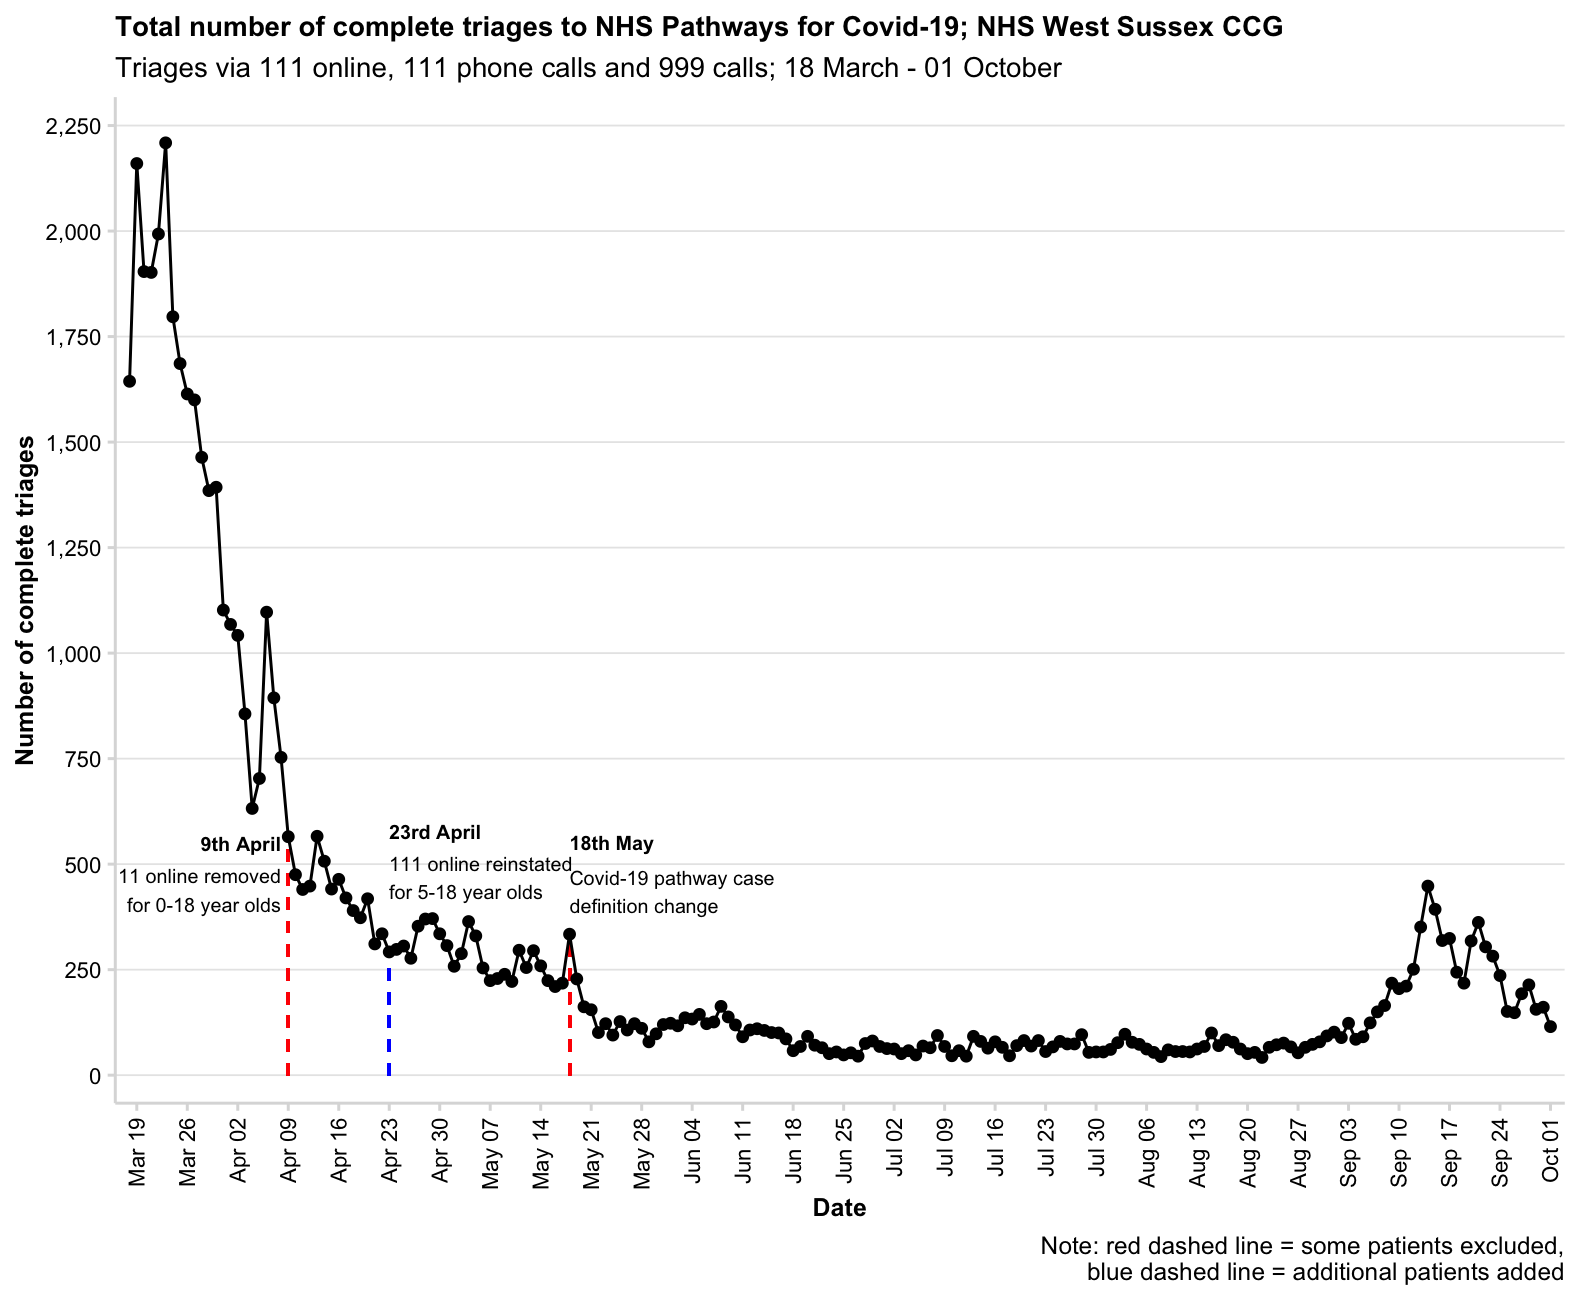 Total number of complete triages to NHS Pathways for Covid-19; NHS West Sussex CCG
Triages via 111 online, 111 phone calls and 999 calls; 18 March - 01 October
Number of complete triages
2,250
2,000
1,750
1,500
1,250
1,000
750
500
250
0
9th April
11 online removed
for 0-18 year olds
23rd April
111 online reinstated
for 5-18 year olds
18th May
Covid-19 pathway case
definition change
Mar 19
Mar 26
Apr 02
Apr 09
Apr 16
Apr 23
Apr 30
May 07
May 14
May 21
May 28
Jun 04
Jun 11
Jun 18
Jun 25
Jul 02
Jul 09
Jul 16
Jul 23
Jul 30
Aug 06
Aug 13
Aug 20
Aug 27
Sep 03
Sep 10
Sep 17
Sep 24
Oct 01
Date
Note: red dashed line = some patients excluded,
blue dashed line = additional patients added